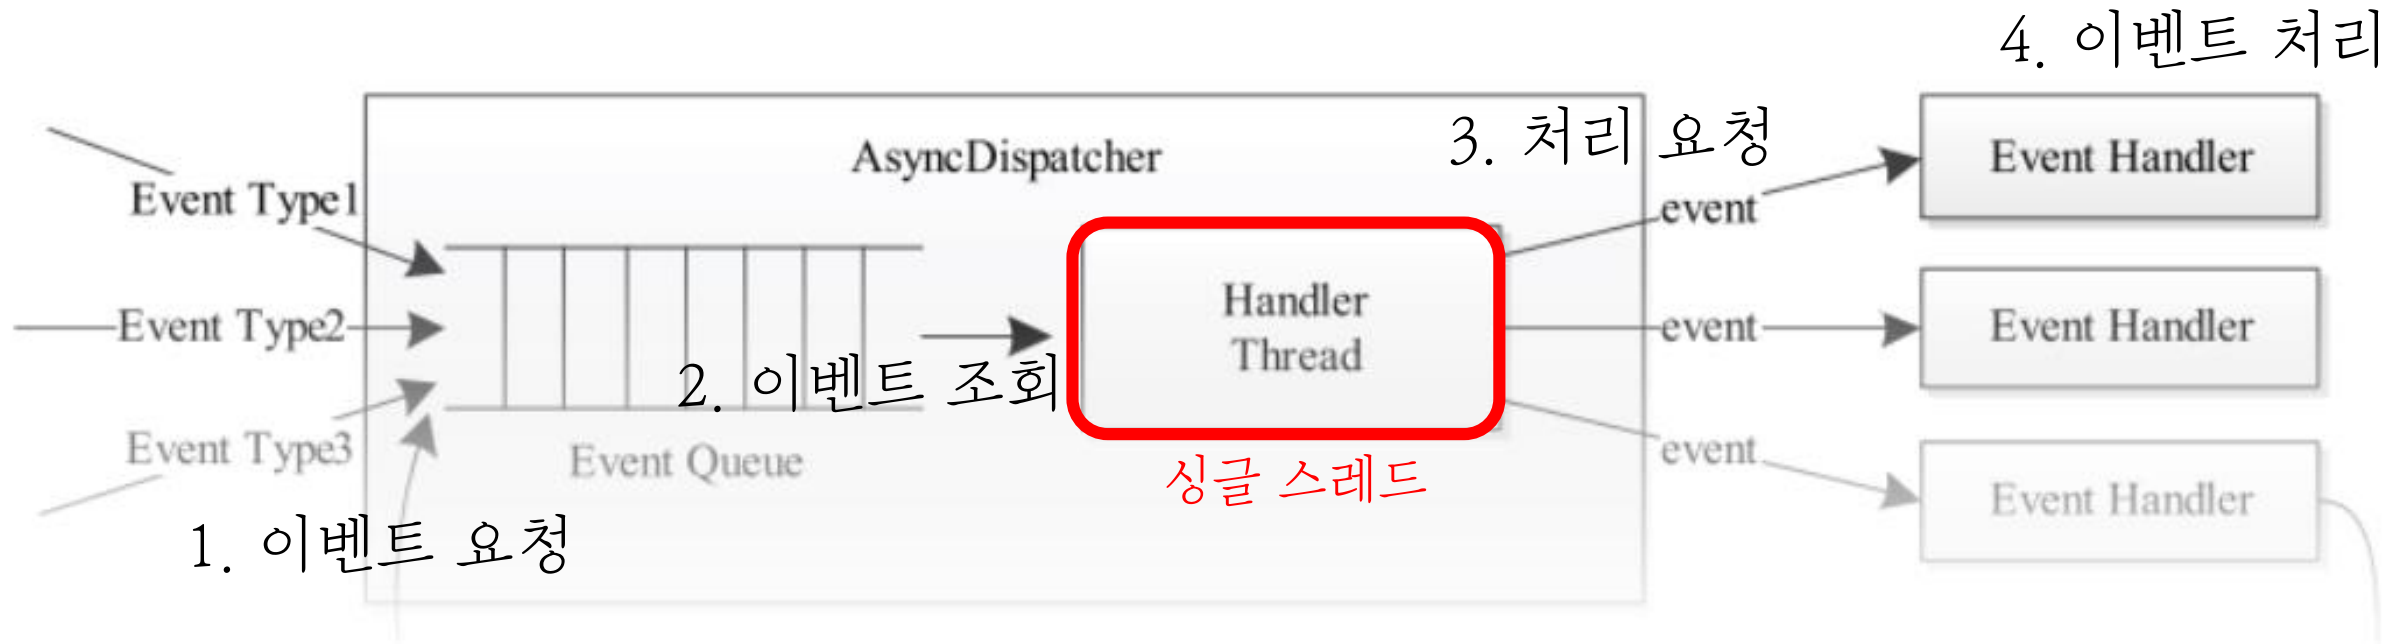 4. 이벤트 처리
3. 처리 요청
AsyncDispatcher
Event Handler
Event Type1
event
Handler
Thread
Event Type2
event
Event Handler
2. 이벤트 조회
Event Type3
Event Queue
event
싱글 스레드
Event Handler
1. 이벤트 요청